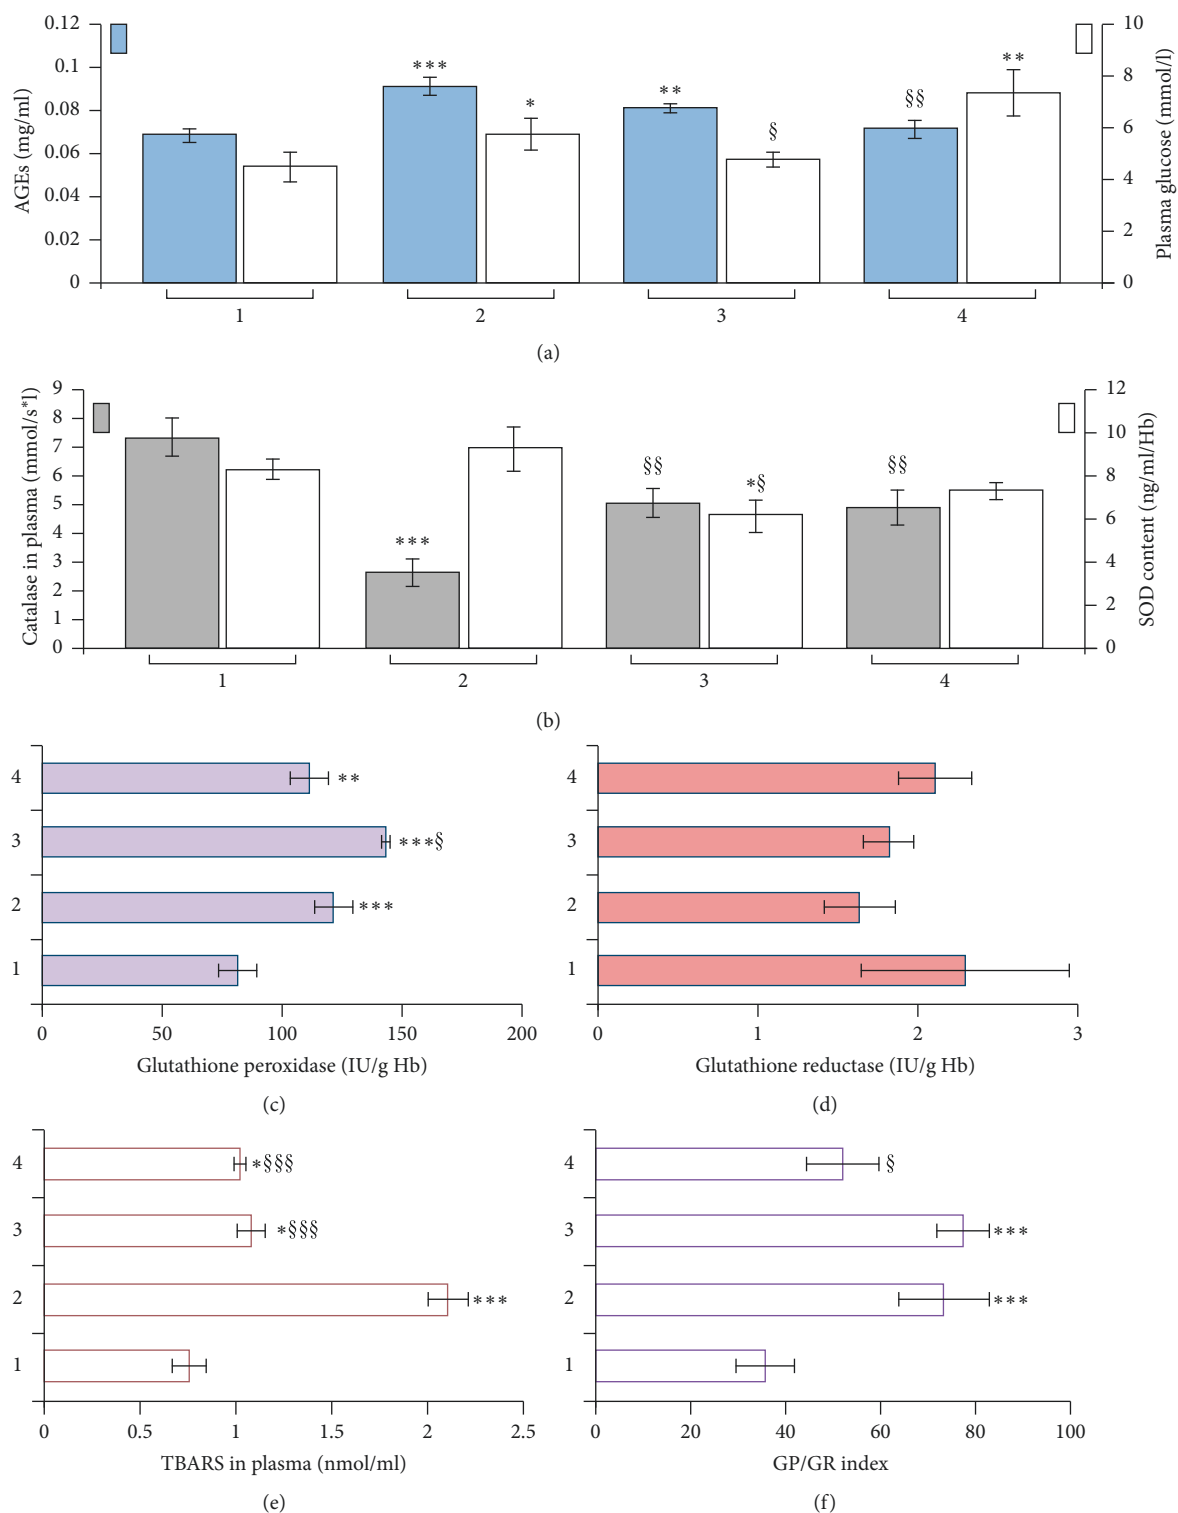 0.12
0.1
0.08
0.06
0.04
0.02
0
AGEs (mg/ml)
10
8
6
4
2
0
Plasma glucose (mmol/l)
***
*
**
§
§§
**
1 2 3 4
(a)
9
8
7
6
5
4
3
2
1
0
Catalase in plasma (mmol/s*l)
12
10
8
6
4
2
0
SOD content (ng/ml/Hb)
***
§§
*§
§§
1 2 3 4
(b)
4 **
3 ***§
2 ***
1
0 50 100 150 200
Glutathione peroxidase (IU/g Hb)
(c)
4
3
2
1
0 1 2 3
Glutathione reductase (IU/g Hb)
(d)
4 *§§§
3 *§§§
2 ***
1
0 0.5 1 1.5 2 2.5
TBARS in plasma (nmol/ml)
(e)
4 §
3 ***
2 ***
1
0 20 40 60 80 100
GP/GR index
(f)